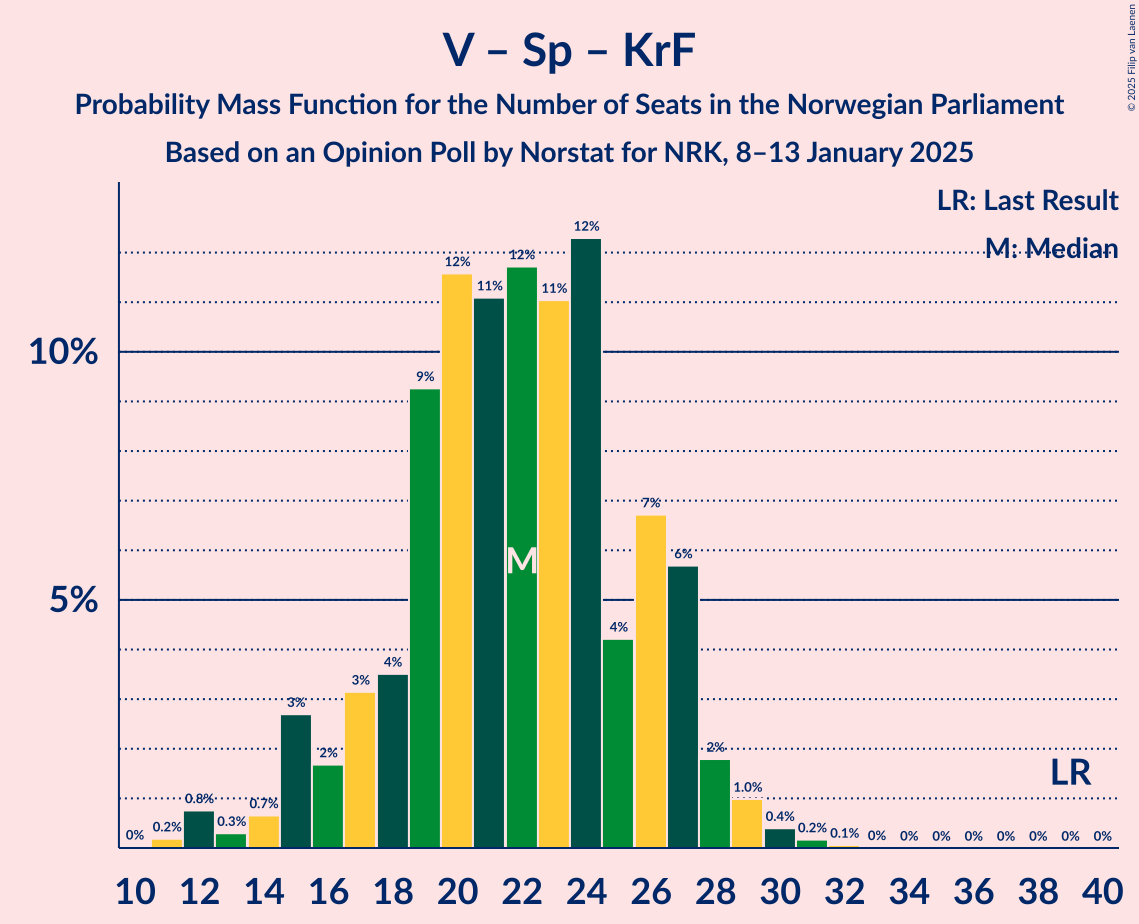 V – Sp – KrF
Probability Mass Function for the Number of Seats in the Norwegian Parliament
Based on an Opinion Poll by Norstat for NRK, 8–13 January 2025
© 2025 Filip van Laenen
LR: Last Result
M: Median
10%
5%
0% 0.2% 0.8% 0.3% 0.7% 3% 2% 3% 4% 9% 12% 11% 12% 11% 12% 4% 7% 6% 2% 1.0% 0.4% 0.2% 0.1% 0% 0% 0% 0% 0% 0% 0% 0%
M
LR
10 12 14 16 18 20 22 24 26 28 30 32 34 36 38 40